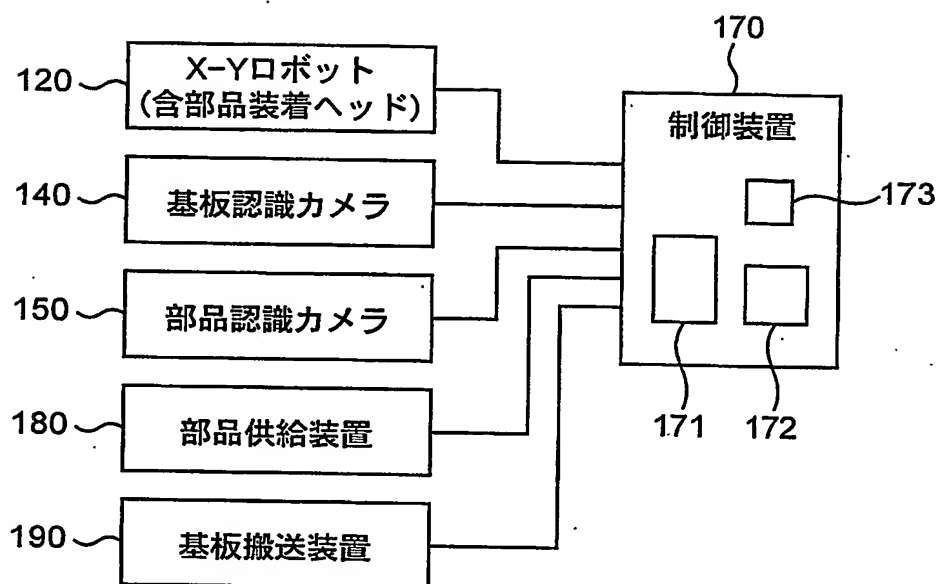 170
120
X-Yロボット
(含部品装着ヘッド)
制御装置
140
基板認識カメラ
173
150
部品認識カメラ
171
172
180
部品供給装置
190
基板搬送装置